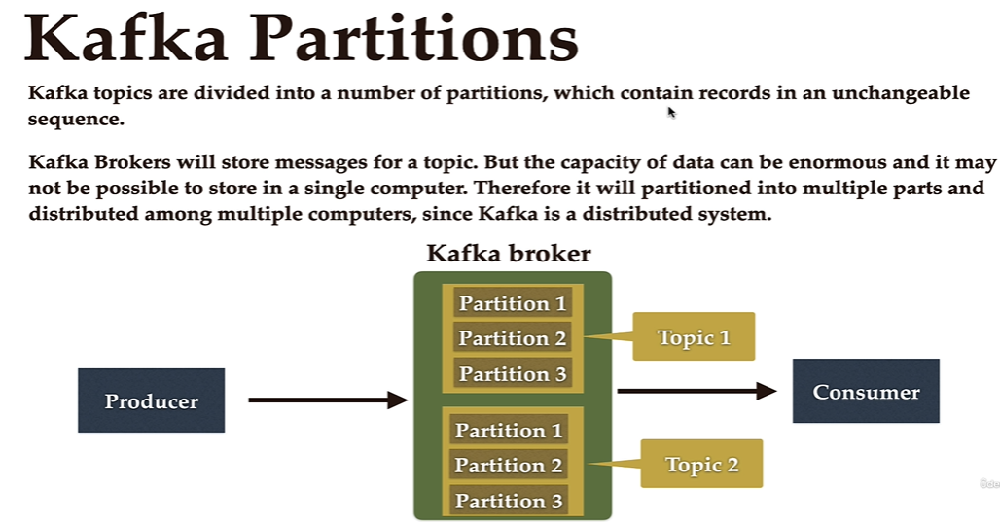 Kafka Partitions
Kafka topics are divided into a number of partitions, which contain records in an unchangeable
sequence.
Kafka Brokers will store messages for a topic. But the capacity of data can be enormous and it may
not be possible to store in a single computer. Therefore it will partitioned into multiple parts and
distributed among multiple computers, since Kafka is a distributed system.
Kafka broker
Partition 1
Partition 2
Partition 3
Topic 1
Producer
Consumer
Partition 1
Partition 2
Partition 3
Topic 2